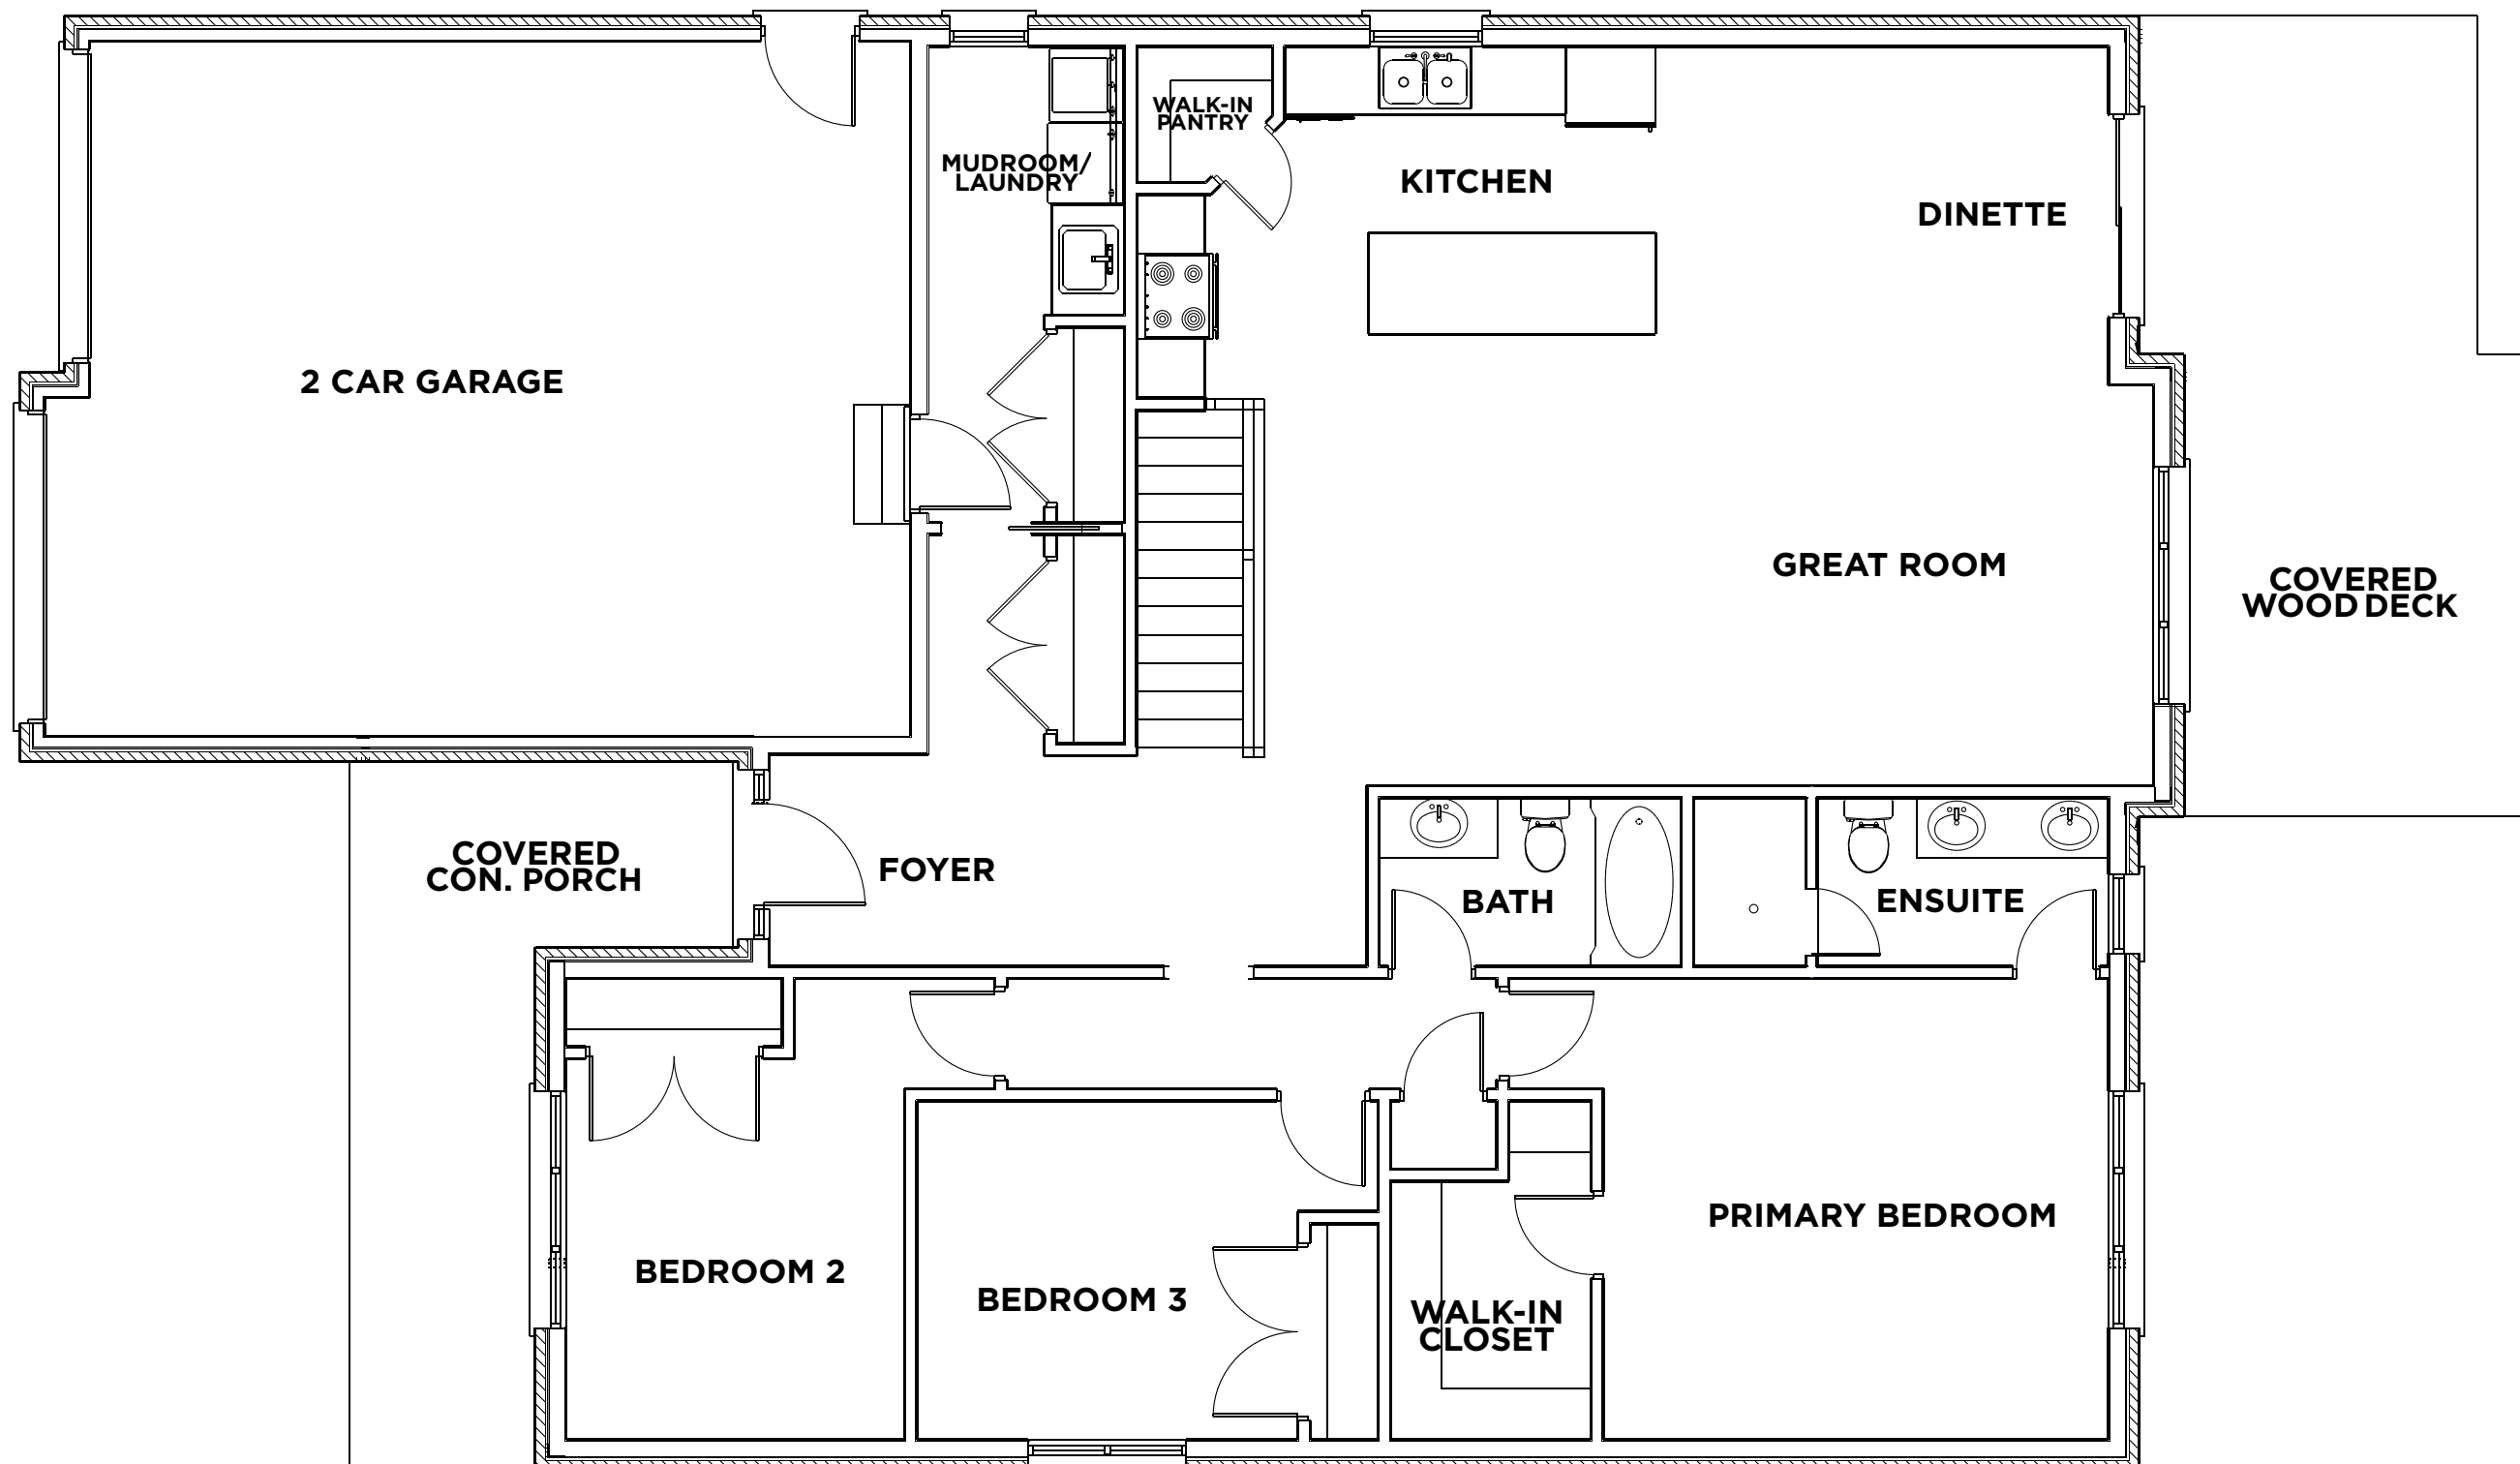 WALK-IN
PANTRY
MUDROOM/
LAUNDRY
KITCHEN
DINETTE
2 CAR GARAGE
GREAT ROOM
COVERED
WOOD DECK
COVERED
CON. PORCH
FOYER
BATH
ENSUITE
PRIMARY BEDROOM
BEDROOM 2
BEDROOM 3
WALK-IN
CLOSET